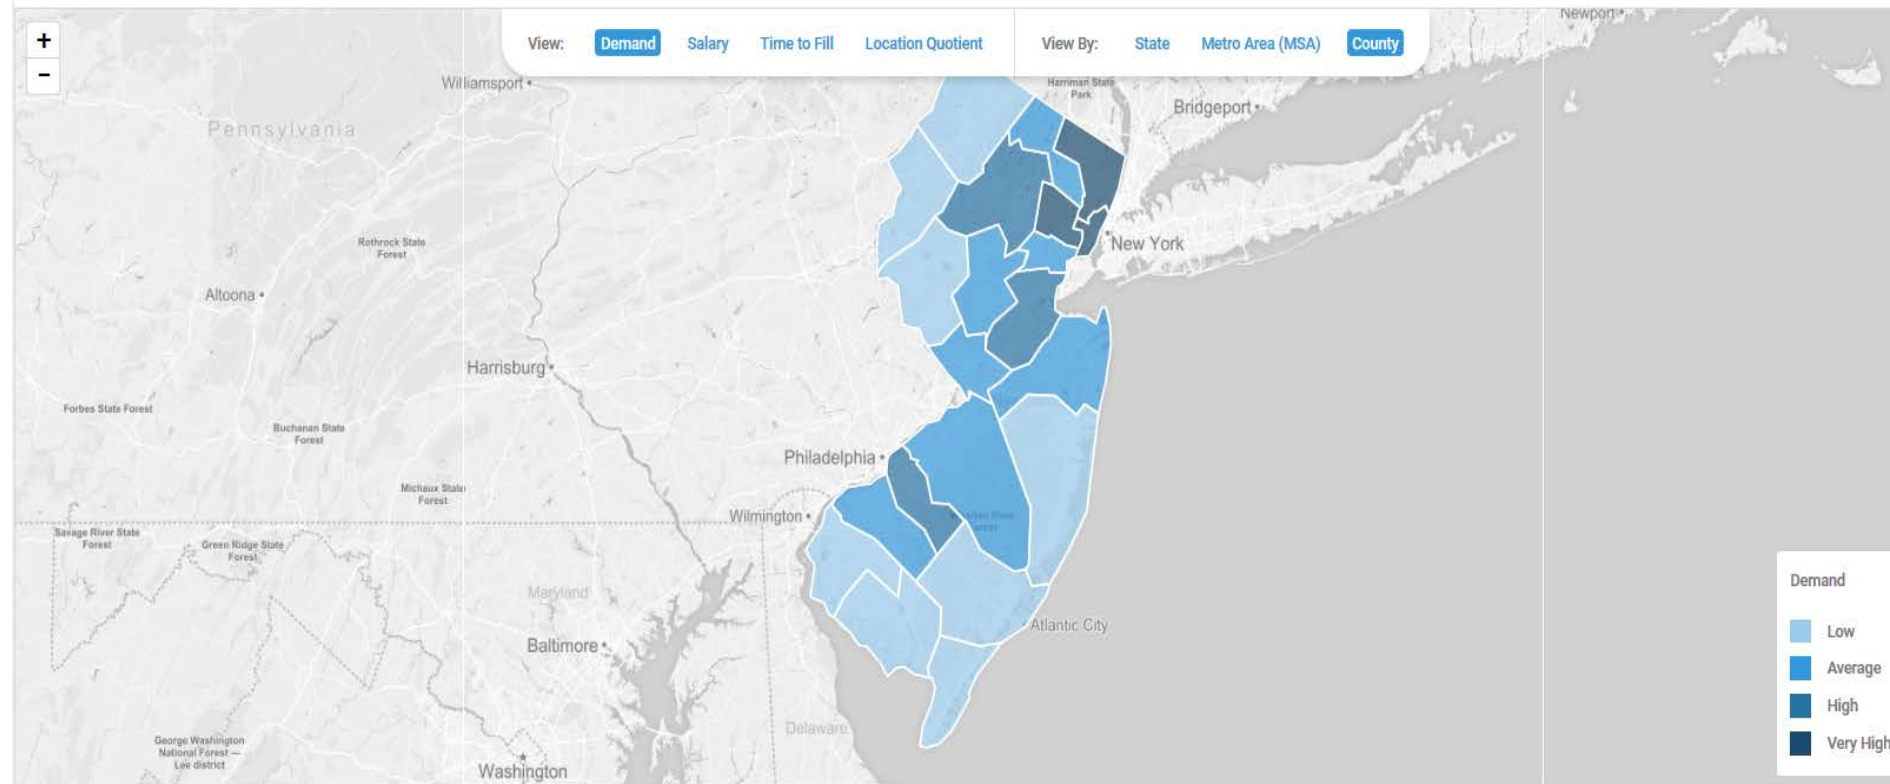 +
−
View: Demand Salary Time to Fill Location Quotient View By: State Metro Area (MSA) County
Newport
Williamsport
Harriman State
Park
Bridgeport
Pennsylvania
Rothrock State
Forest
New York
Altoona
Harrisburg
Forbes State Forest
Buchanan State
Forest
Philadelphia
Michaux State
Forest
Wilmington
Savage River State
Forest
Green Ridge State
Forest
Maryland
Atlantic City
Baltimore
Delaware
George Washington
National Forest —
Lee district
Washington
Demand
Low
Average
High
Very High